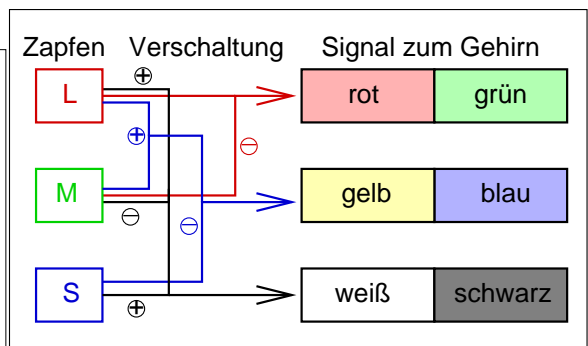 Zapfen Verschaltung Signal zum Gehirn
⊕
L rot grün
⊕
⊖
M gelb blau
⊖ ⊖
S weiß schwarz
⊕